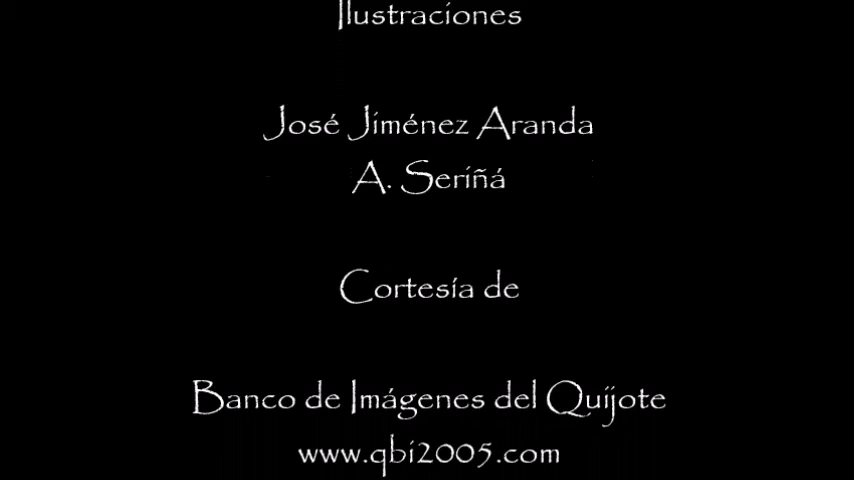 Ilustraciones
José Jiménez Aranda
A. Seriñá
Cortesía de
Banco de Imágenes del Quijote
www.qbi2005.com